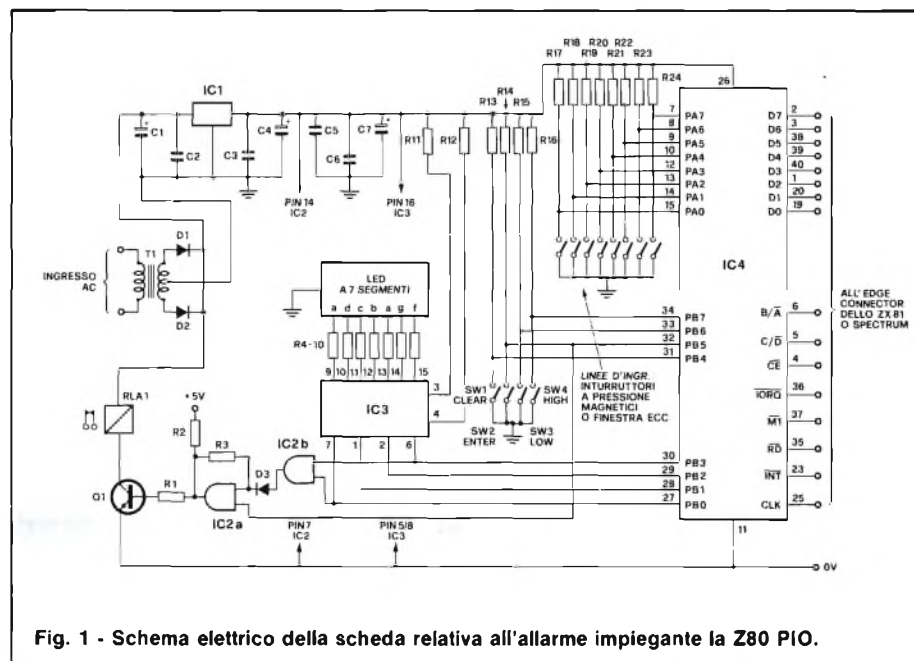 R18 R20 R22
R17 R19 R21 R23
R24
R14
R13 R15
R16
R11 R12
IC1
C1 C2 C3 C4 C5 C6 C7
PIN 14
IC2
PIN 16
IC3
26
7 PA7
8 PA6
9 PA5
10 PA4
12 PA3
13 PA2
14 PA1
15 PA0
D7 2
D6 3
D5 38
D4 39
D3 40
D2 1
D1 20
D0 19
IC4
B/A 6
C/D 5
CE 4
IORQ 36
M1 37
RD 35
INT 23
CLK 25
ALL'EDGE
CONNECTOR
DELLO ZX81
O SPECTRUM
INGRESSO
AC
T1
D1
D2
LED
A 7 SEGMENTI
a d c b a g f
R4-10
9 10 11 12 13 14 15
IC3
3
4
7 1 2 6
34 PB7
33 PB6
32 PB5
31 PB4
30 PB3
29 PB2
28 PB1
27 PB0
11
LINEE D'INGR.
INTURRUTTORI
A PRESSIONE
MAGNETICI
O FINESTRA ECC
SW1
CLEAR
SW2
ENTER
SW4
HIGH
SW3
LOW
RLA1
+5V
R2
R3
D3
IC2b
IC2a
Q1
R1
PIN7
IC2
PIN 5/8
IC3
0V
Fig. 1 - Schema elettrico della scheda relativa all'allarme impiegante la Z80 PIO.